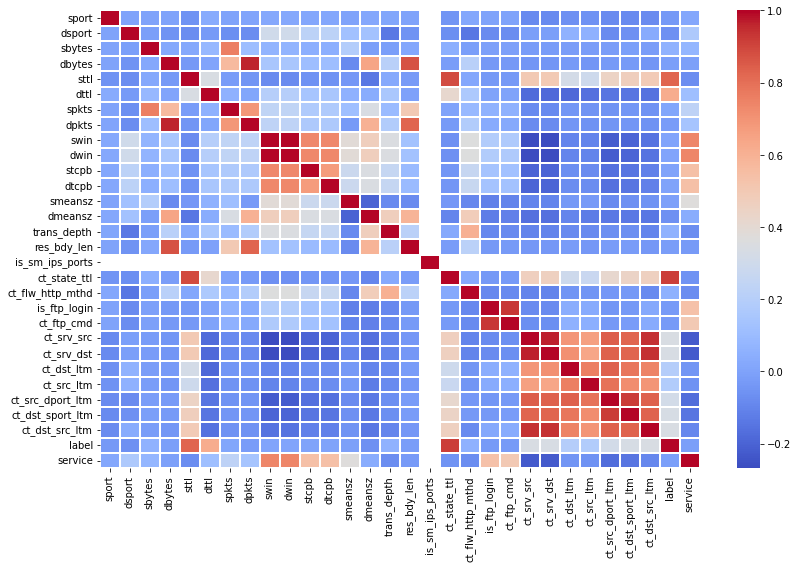 sport
dsport
sbytes
dbytes
sttl
dttl
spkts
dpkts
swin
dwin
stcpb
dtcpb
smeansz
dmeansz
trans_depth
res_bdy_len
is_sm_ips_ports
ct_state_ttl
ct_flw_http_mthd
is_ftp_login
ct_ftp_cmd
ct_srv_src
ct_srv_dst
ct_dst_ltm
ct_src_ltm
ct_src_dport_ltm
ct_dst_sport_ltm
ct_dst_src_ltm
label
service
sport
dsport
sbytes
dbytes
sttl
dttl
spkts
dpkts
swin
dwin
stcpb
dtcpb
smeansz
dmeansz
trans_depth
res_bdy_len
is_sm_ips_ports
ct_state_ttl
ct_flw_http_mthd
is_ftp_login
ct_ftp_cmd
ct_srv_src
ct_srv_dst
ct_dst_ltm
ct_src_ltm
ct_src_dport_ltm
ct_dst_sport_ltm
ct_dst_src_ltm
label
service
1.0
0.8
0.6
0.4
0.2
0.0
−0.2